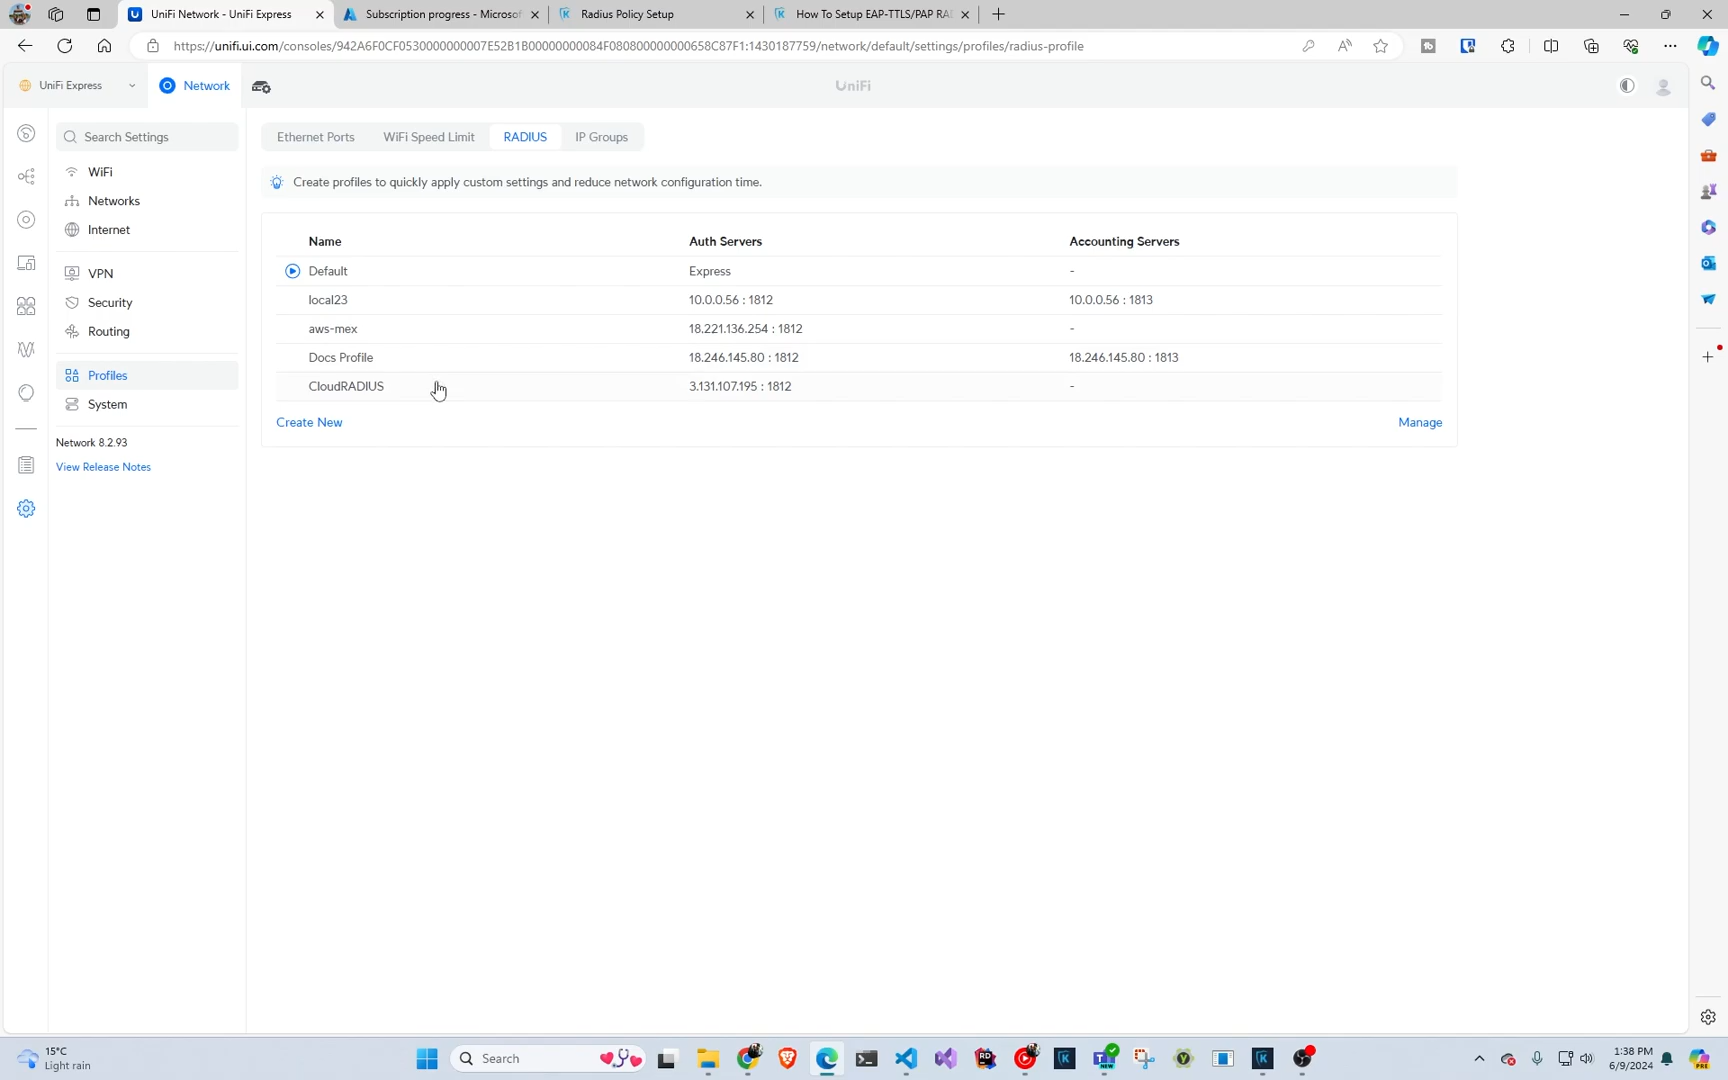 UniFi Network - UniFi Express
Subscription progress - Microsof
Radius Policy Setup
How To Setup EAP-TTLS/PAP RA
https://unifi.ui.com/consoles/942A6F0CF0530000000007E52B1B00000000084F080800000000658C87F1:1430187759/network/default/settings/profiles/radius-profile
UniFi Express
Network
UniFi
Search Settings
WiFi
Networks
Internet
VPN
Security
Routing
Profiles
System
Network 8.2.93
View Release Notes
Ethernet Ports
WiFi Speed Limit
RADIUS
IP Groups
Create profiles to quickly apply custom settings and reduce network configuration time.
Name Auth Servers Accounting Servers
Default Express -
local23 10.0.0.56 : 1812 10.0.0.56 : 1813
aws-mex 18.221.136.254 : 1812 -
Docs Profile 18.246.145.80 : 1812 18.246.145.80 : 1813
CloudRADIUS 3.131.107.195 : 1812 -
Create New
Manage
15°C
Light rain
Search
1:38 PM
6/9/2024